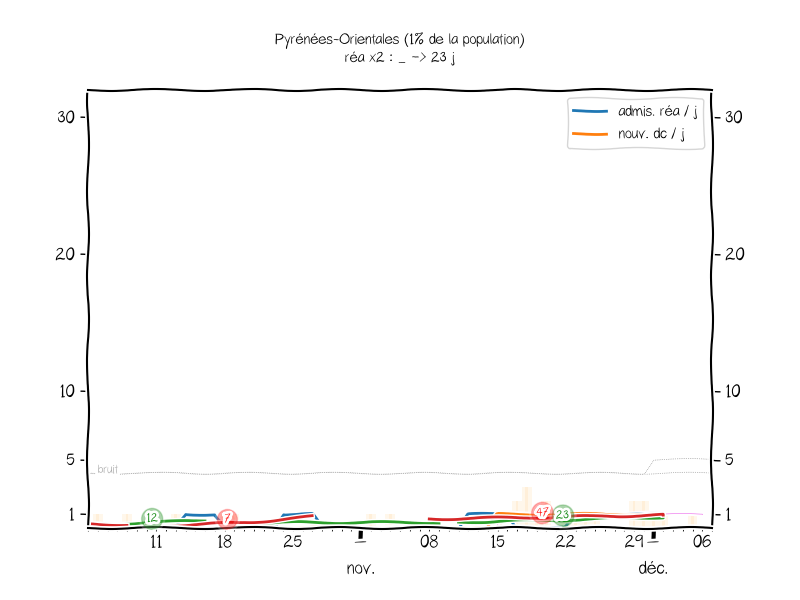 Pyrénées-Orientales (1% de la population)
réa x2 : _ -> 23 j
admis. réa / j
nouv. dc / j
30 30
20 20
10 10
5 5
bruit
1 1
12 7 47 23
11 18 25 08 15 22 29 06
nov. déc.